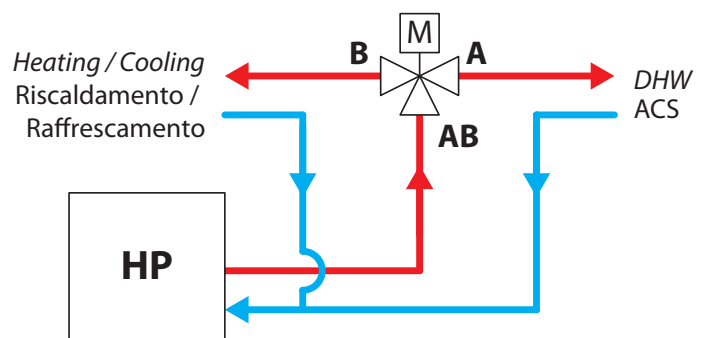 M
B
A
Heating / Cooling
Riscaldamento /
Raffrescamento
DHW
ACS
AB
HP